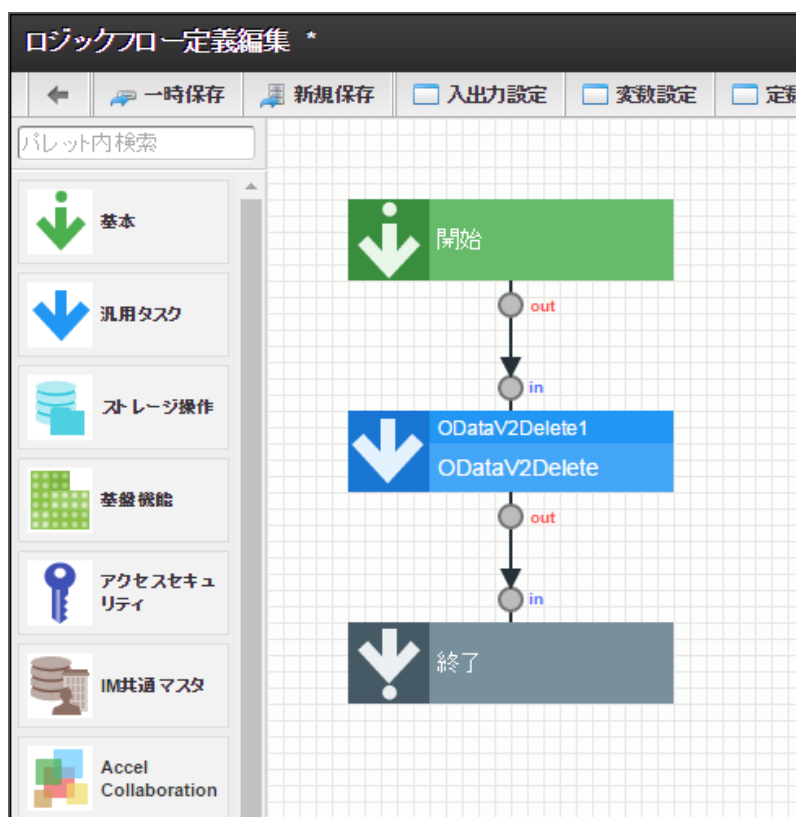 ロジックフロー定義編集 *
一時保存 新規保存 入出力設定 変数設定 定数
パレット内検索
基本
汎用タスク
ストレージ操作
基盤機能
アクセスセキュ
リティ
IM共通マスタ
Accel
Collaboration
開始
out
in
ODataV2Delete1
ODataV2Delete
out
in
終了